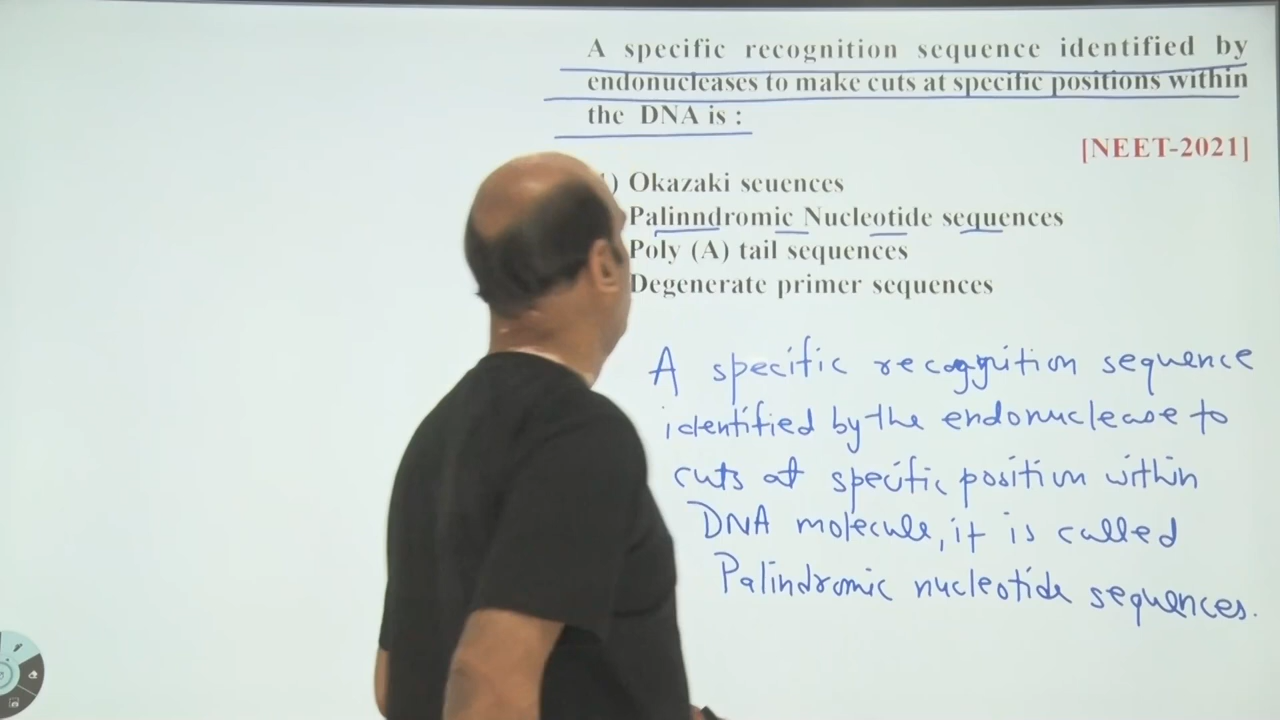 A specific recognition sequence identified by
endonucleases to make cuts at specific positions within
the DNA is :
[NEET-2021]
) Okazaki seuences
Palinndromic Nucleotide sequences
Poly (A) tail sequences
Degenerate primer sequences
A specific recoggnition sequence
identified by the endonuclease to
cuts at specific position within
DNA molecule, it is called
Palindromic nucleotide sequences.